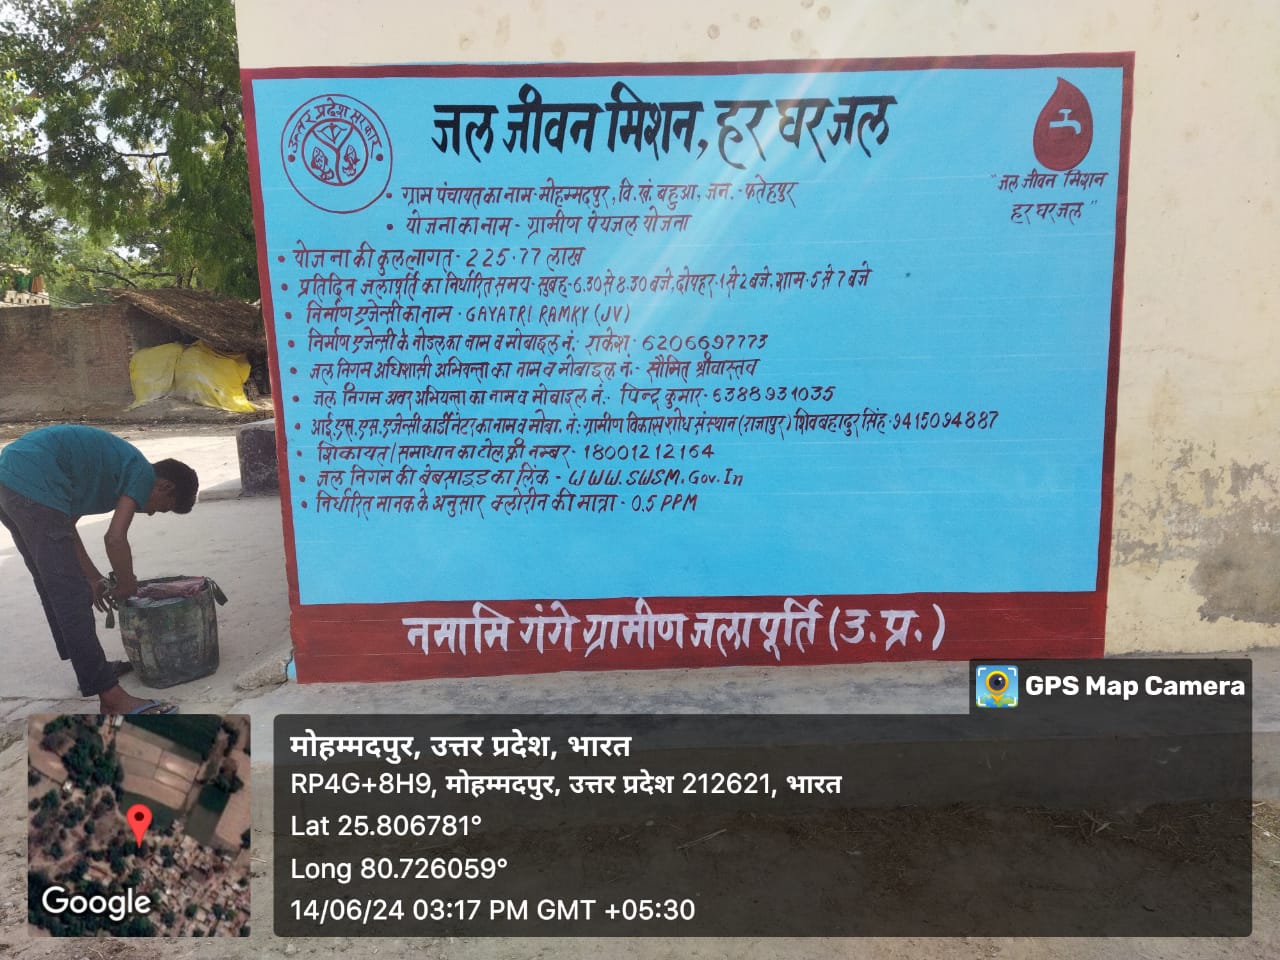 उत्तर प्रदेश सरकार
जल जीवन मिशन, हर घर जल
"जल जीवन मिशन
हर घर जल"
• ग्राम पंचायत का नाम - मोहम्मदपुर, वि. खं. बहुआ, जन. - फतेहपुर
• योजना का नाम - ग्रामीण पेयजल योजना
• योजना की कुल लागत - 225.77 लाख
• प्रतिदिन जलापूर्ति का निर्धारित समय - सुबह - 6.30 से 8.30 बजे, दोपहर - 1 से 2 बजे, शाम - 5 से 7 बजे
• निर्माण एजेन्सी का नाम - GAYATRI RAMKY (JV)
• निर्माण एजेन्सी के नोडल का नाम व मोबाइल नं. - राकेश - 6206697773
• जल निगम अधिशासी अभियन्ता का नाम व मोबाइल नं. - सौमित श्रीवास्तव
• जल निगम अवर अभियन्ता का नाम व मोबाइल नं. - पिन्टू कुमार - 6388931035
• आई.एस.एस. एजेन्सी कार्डीनेटर का नाम व मोबा. नं.: ग्रामीण विकास शोध संस्थान (राजापुर) शिवबहादुर सिंह - 9415094887
• शिकायत / समाधान का टोल फ्री नम्बर - 18001212164
• जल निगम की बेबसाइड का लिंक - WWW.SWSM.Gov.In
• निर्धारित मानक के अनुसार क्लोरीन की मात्रा - 0.5 PPM
नमामि गंगे ग्रामीण जलापूर्ति (उ. प्र.)
GPS Map Camera
मोहम्मदपुर, उत्तर प्रदेश, भारत
RP4G+8H9, मोहम्मदपुर, उत्तर प्रदेश 212621, भारत
Lat 25.806781°
Long 80.726059°
14/06/24 03:17 PM GMT +05:30
Google